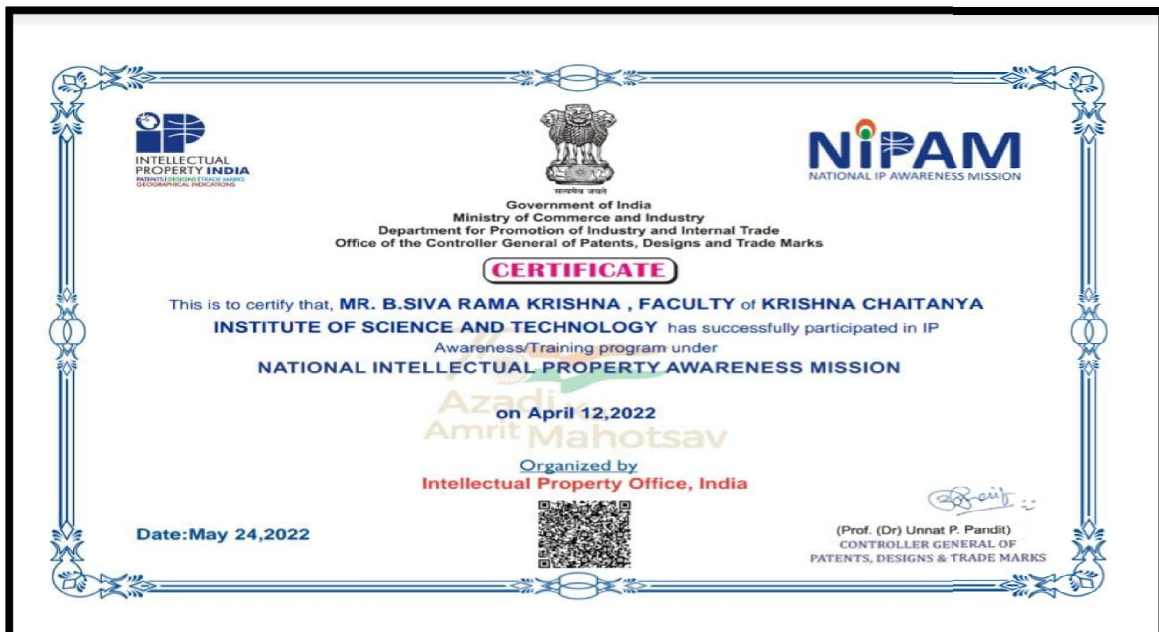 iP
INTELLECTUAL
PROPERTY INDIA
PATENTS | DESIGNS | TRADE MARKS
GEOGRAPHICAL INDICATIONS
सत्यमेव जयते
NiPAM
NATIONAL IP AWARENESS MISSION
Government of India
Ministry of Commerce and Industry
Department for Promotion of Industry and Internal Trade
Office of the Controller General of Patents, Designs and Trade Marks
CERTIFICATE
This is to certify that, MR. B.SIVA RAMA KRISHNA , FACULTY of KRISHNA CHAITANYA
INSTITUTE OF SCIENCE AND TECHNOLOGY has successfully participated in IP
Awareness/Training program under
NATIONAL INTELLECTUAL PROPERTY AWARENESS MISSION
Azadi Ka
on April 12,2022
Amrit Mahotsav
Organized by
Intellectual Property Office, India
Date:May 24,2022
(Prof. (Dr) Unnat P. Pandit)
CONTROLLER GENERAL OF
PATENTS, DESIGNS & TRADE MARKS